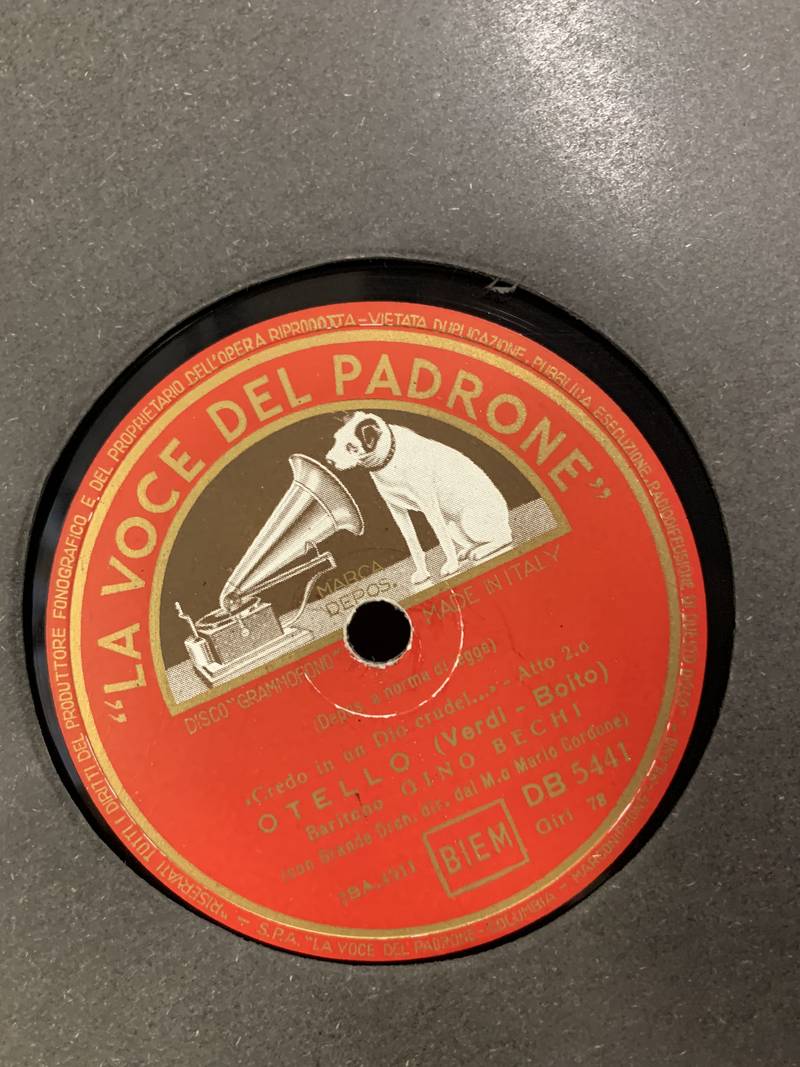 "RISERVATI TUTTI I DIRITTI DEL PRODUTTORE FONOGRAFICO E DEL PROPRIETARIO DELL'OPERA RIPRODOTTA - VIETATA DUPLICAZIONE, PUBBLICA ESECUZIONE, RADIODIFFUSIONE DI QUESTO DISCO"
"LA VOCE DEL PADRONE"
MARCA
DEPOS.
DISCO "GRAMMOFONO" MADE IN ITALY
(Depos. a norma di legge)
«Credo in un Dio crudel...» - Atto 2.o
OTELLO (Verdi - Boito)
Baritono GINO BECHI
(con Grande Orch. dir. dal M.o Mario Cordone)
BIEM
DB 5441
Giri 78
S.P.A. "LA VOCE DEL PADRONE - COLUMBIA - MARCONIPHONE" - MILANO